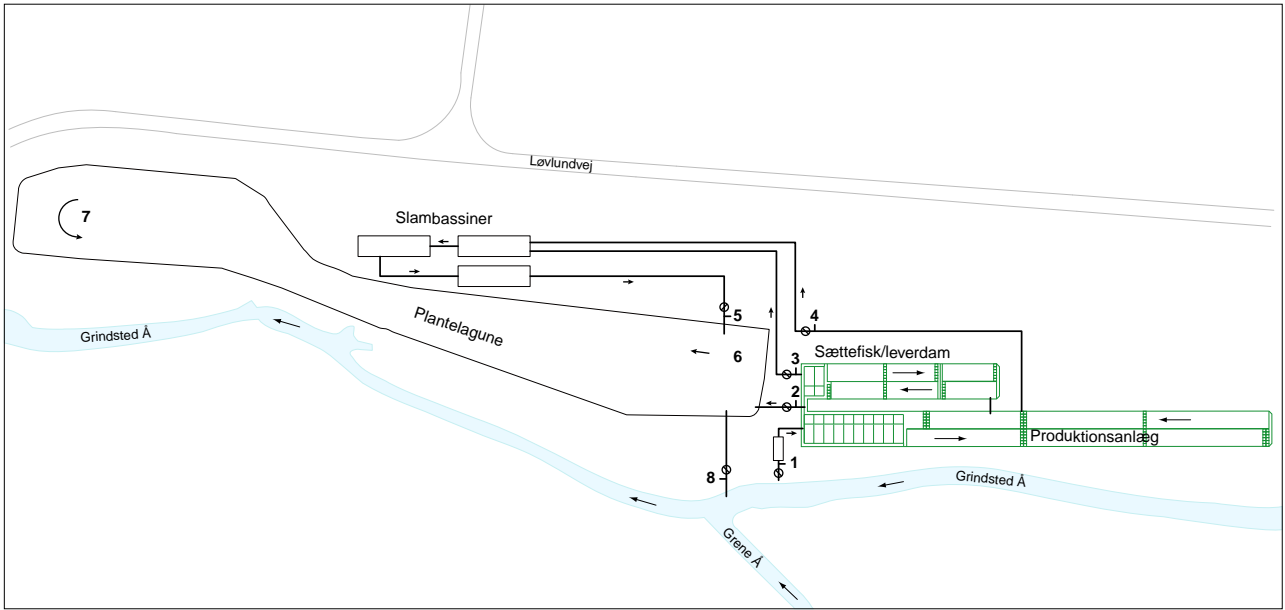 Løvlundvej
7
Slambassiner
5
4
Plantelagune
Grindsted Å
6
3
Sættefisk/leverdam
2
Produktionsanlæg
1
8
Grindsted Å
Grene Å